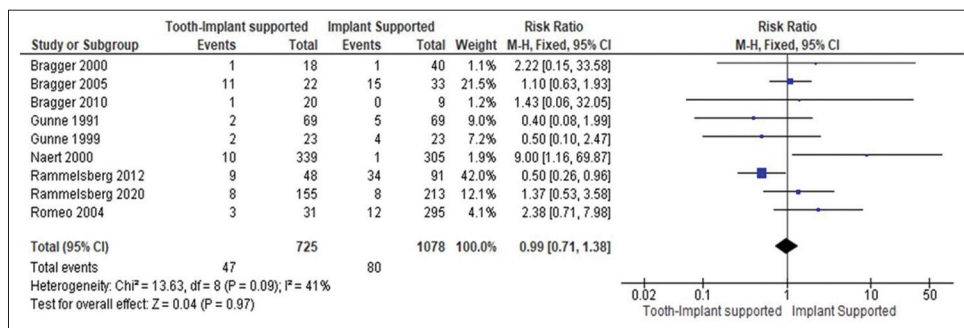 Tooth-Implant supported Implant Supported Risk Ratio Risk Ratio
Study or Subgroup Events Total Events Total Weight M-H, Fixed, 95% CI M-H, Fixed, 95% CI
Bragger 2000 1 18 1 40 1.1% 2.22 [0.15, 33.58]
Bragger 2005 11 22 15 33 21.5% 1.10 [0.63, 1.93]
Bragger 2010 1 20 0 9 1.2% 1.43 [0.06, 32.05]
Gunne 1991 2 69 5 69 9.0% 0.40 [0.08, 1.99]
Gunne 1999 2 23 4 23 7.2% 0.50 [0.10, 2.47]
Naert 2000 10 339 1 305 1.9% 9.00 [1.16, 69.87]
Rammelsberg 2012 9 48 34 91 42.0% 0.50 [0.26, 0.96]
Rammelsberg 2020 8 155 8 213 12.1% 1.37 [0.53, 3.58]
Romeo 2004 3 31 12 295 4.1% 2.38 [0.71, 7.98]
Total (95% CI) 725 1078 100.0% 0.99 [0.71, 1.38]
Total events 47 80
Heterogeneity: Chi² = 13.63, df = 8 (P = 0.09); I² = 41%
Test for overall effect: Z = 0.04 (P = 0.97)
0.02 0.1 1 10 50
Tooth-Implant supported Implant Supported